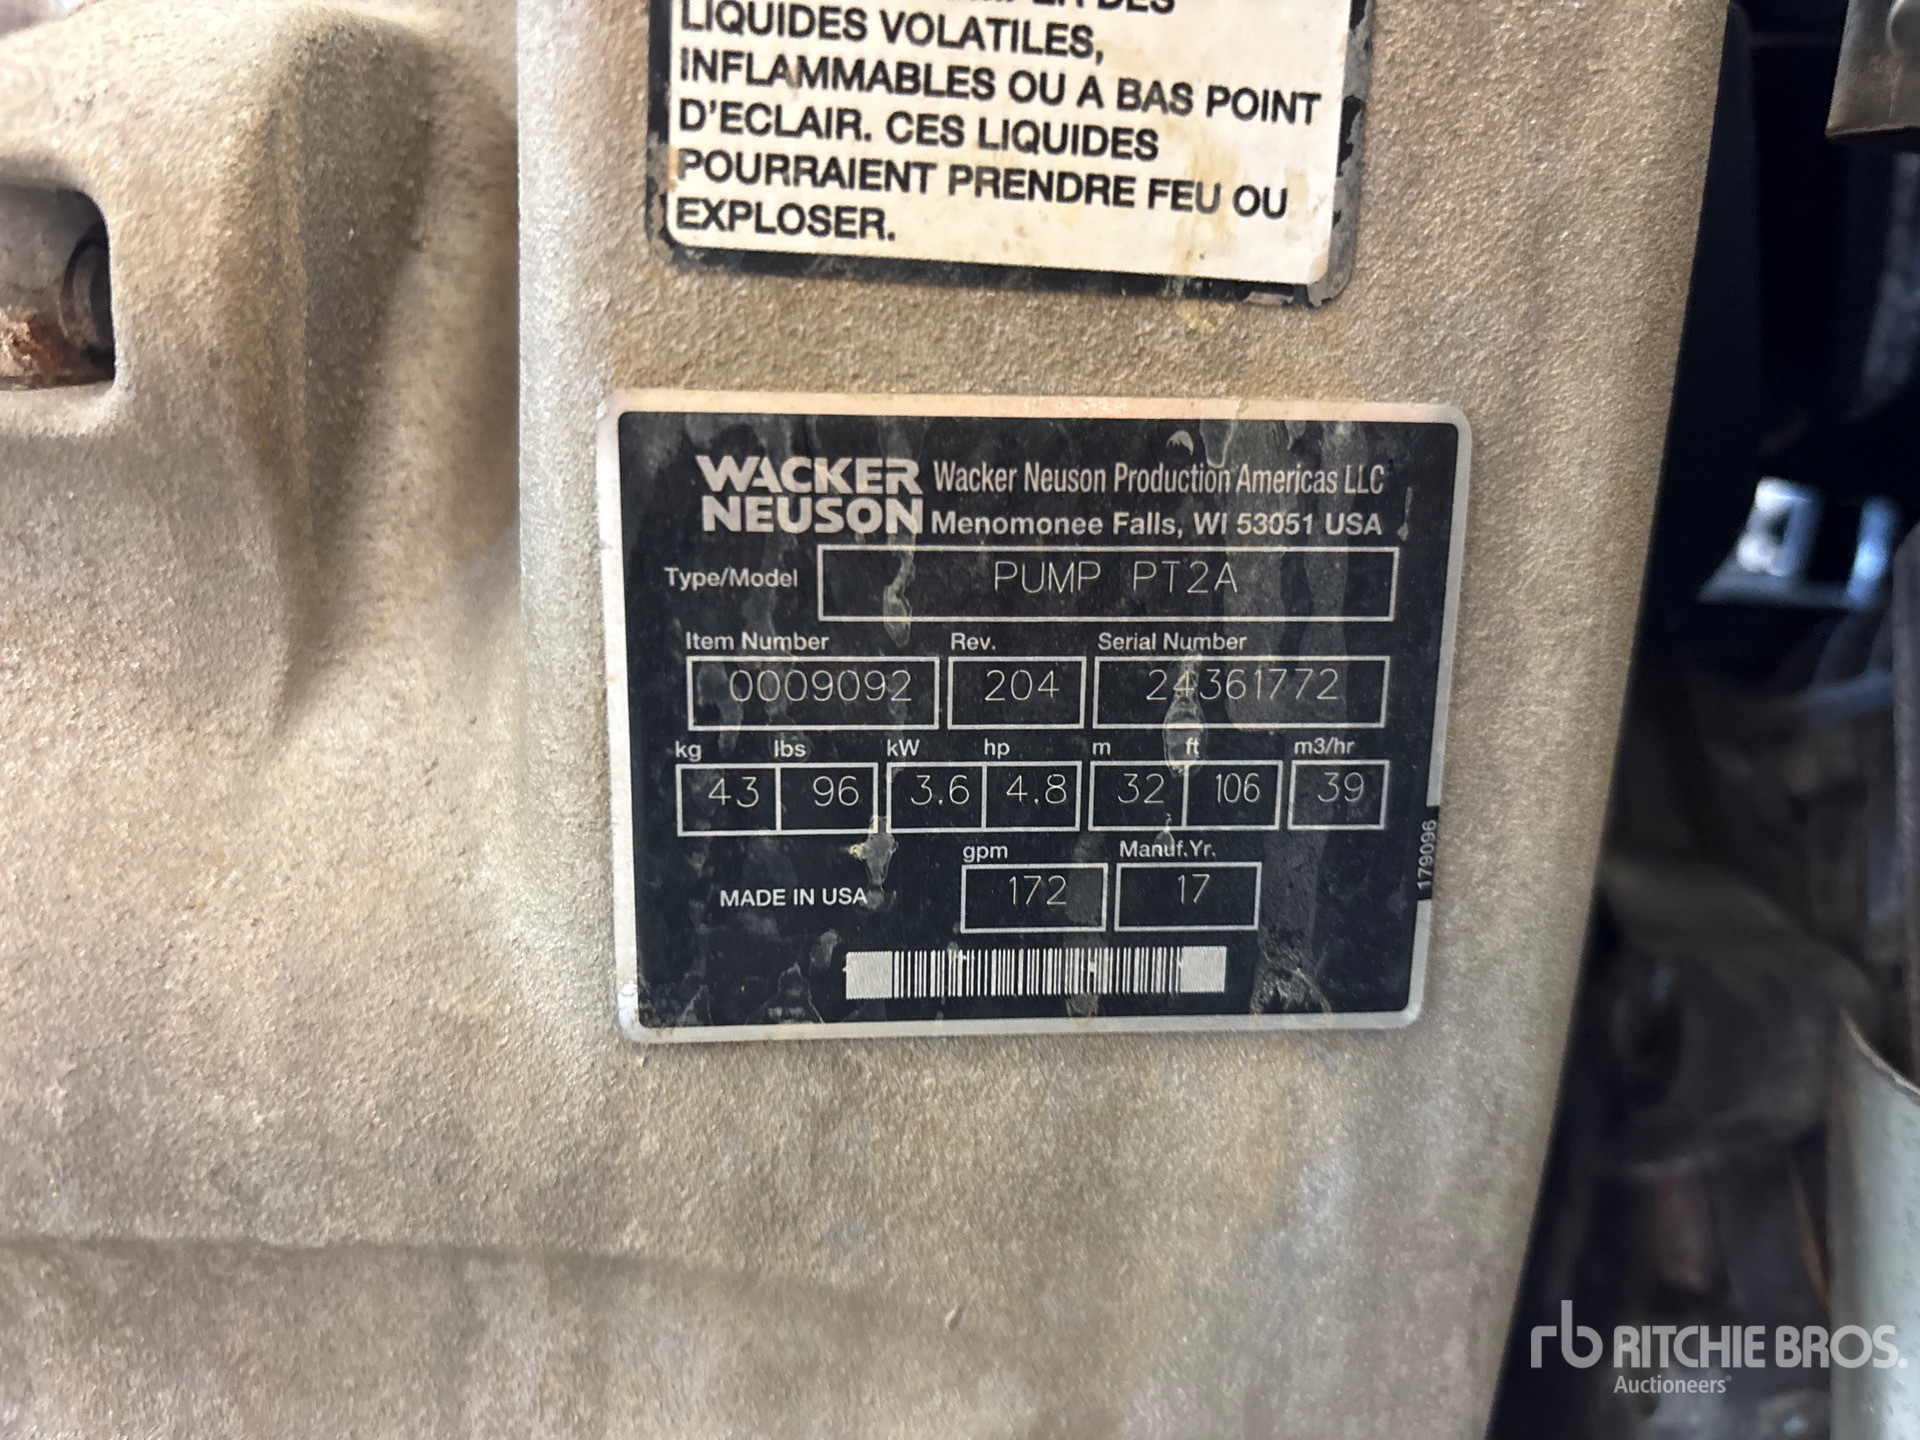 DES
LIQUIDES VOLATILES,
INFLAMMABLES OU A BAS POINT
D'ECLAIR. CES LIQUIDES
POURRAIENT PRENDRE FEU OU
EXPLOSER.
WACKER NEUSON
Wacker Neuson Production Americas LLC
Menomonee Falls, WI 53051 USA
Type/Model PUMP PT2A
Item Number Rev. Serial Number
0009092 204 24361772
kg lbs kW hp m ft m3/hr
43 96 3.6 4.8 32 106 39
gpm Manuf.Yr.
MADE IN USA 172 17
179096
rb RITCHIE BROS.
Auctioneers